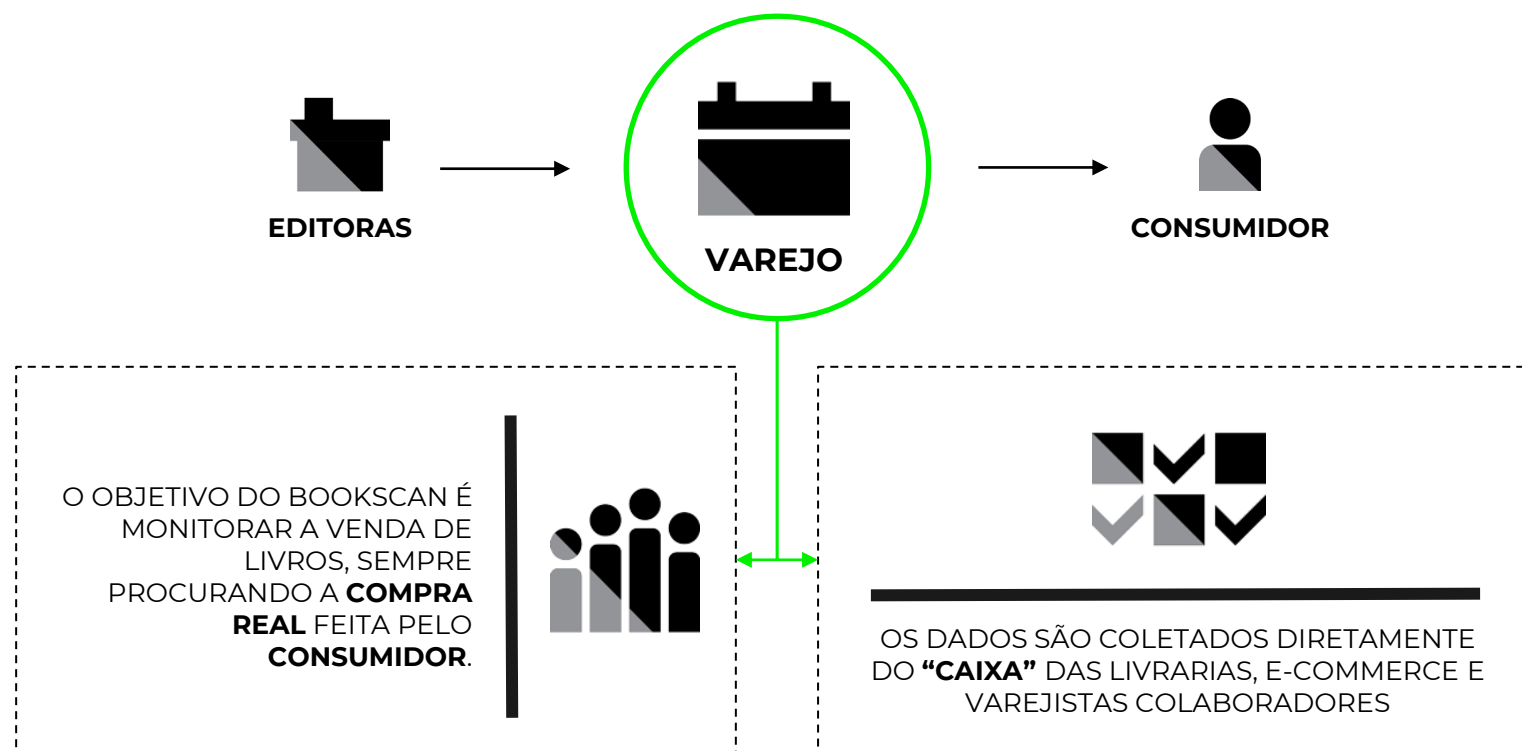 EDITORAS
VAREJO
CONSUMIDOR
O OBJETIVO DO BOOKSCAN É
MONITORAR A VENDA DE
LIVROS, SEMPRE
PROCURANDO A COMPRA
REAL FEITA PELO
CONSUMIDOR.
OS DADOS SÃO COLETADOS DIRETAMENTE
DO “CAIXA” DAS LIVRARIAS, E-COMMERCE E
VAREJISTAS COLABORADORES